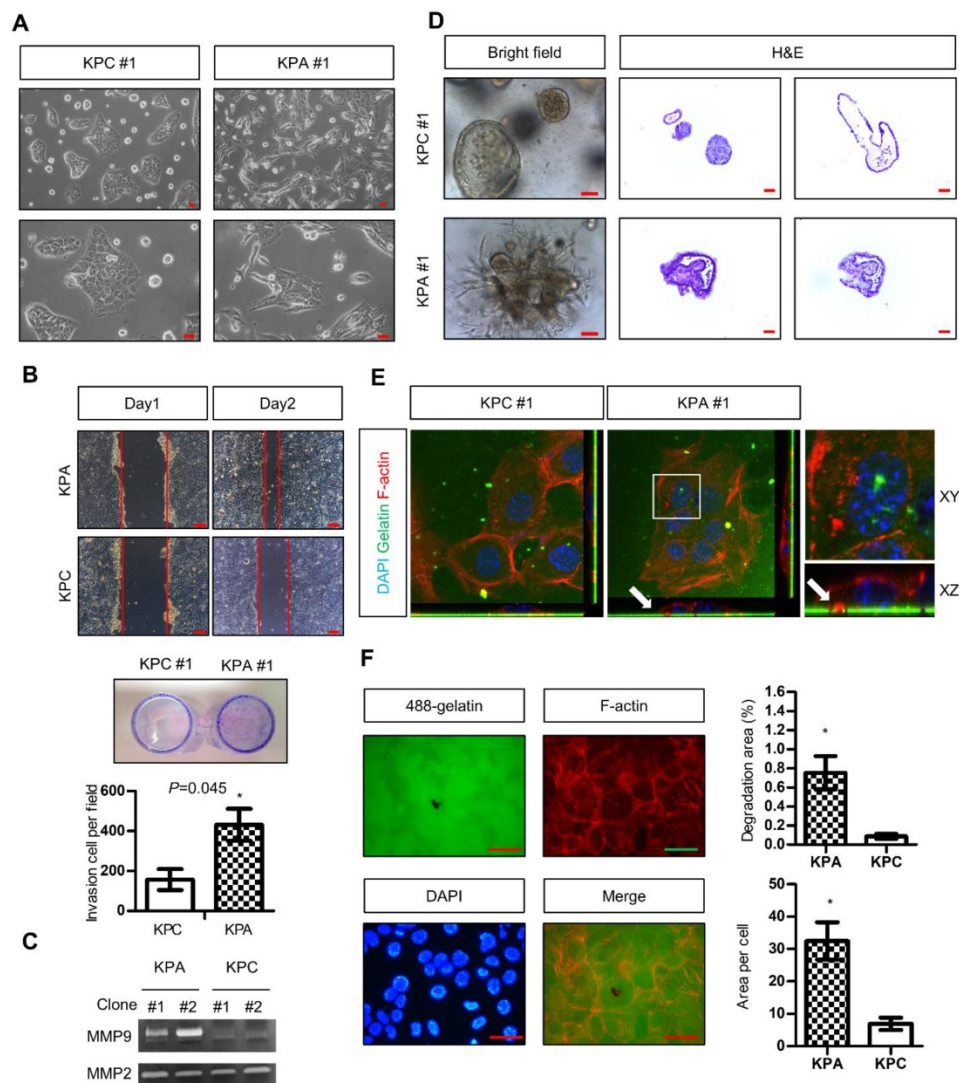 A
KPC #1
KPA #1
B
Day1
Day2
KPA
KPC
KPC #1
KPA #1
P=0.045
*
Invasion cell per field
600
400
200
0
KPC
KPA
C
KPA
KPC
Clone
#1
#2
#1
#2
MMP9
MMP2
D
Bright field
H&E
KPC #1
KPA #1
E
KPC #1
KPA #1
DAPI Gelatin F-actin
XY
XZ
F
488-gelatin
F-actin
DAPI
Merge
Degradation area (%)
1.6
1.4
1.2
1.0
0.8
0.6
0.4
0.2
0.0
*
KPA
KPC
Area per cell
50
40
30
20
10
0
*
KPA
KPC